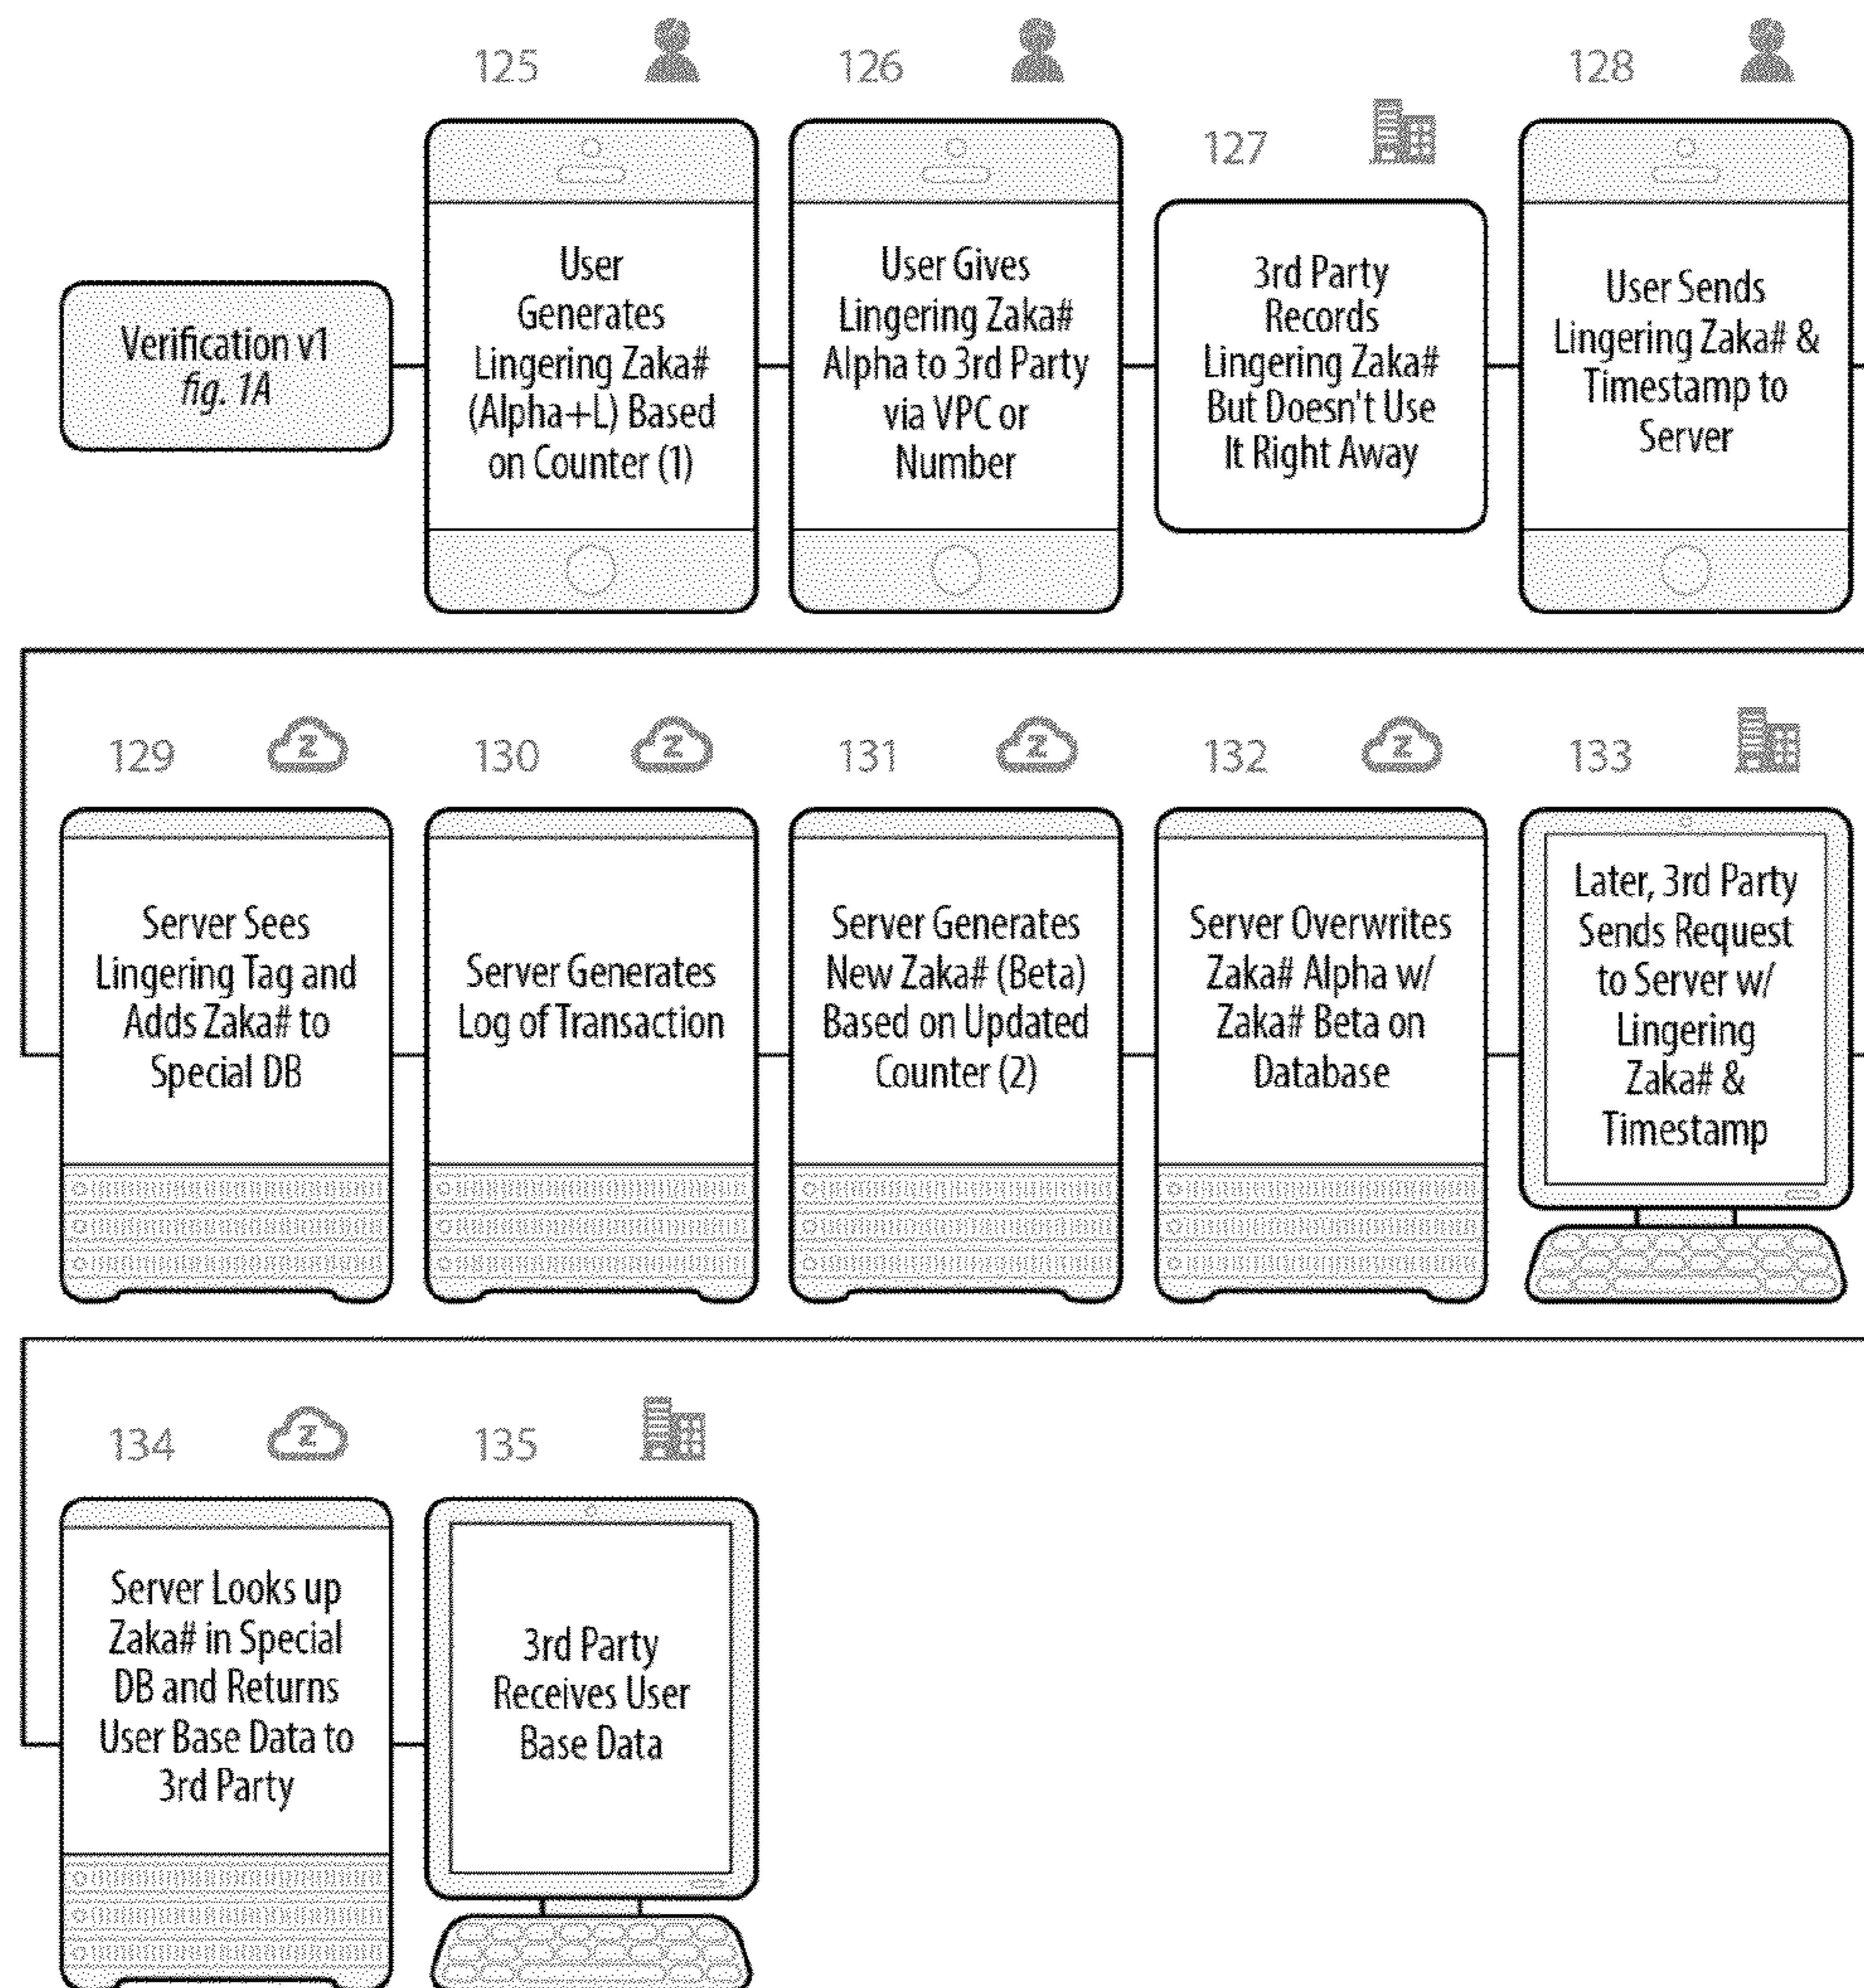 125
126
128
127
Verification v1
fig. 1A
User
Generates
Lingering Zaka#
(Alpha+L) Based
on Counter (1)
User Gives
Lingering Zaka#
Alpha to 3rd Party
via VPC or
Number
3rd Party
Records
Lingering Zaka#
But Doesn't Use
It Right Away
User Sends
Lingering Zaka# &
Timestamp to
Server
129
Z
130
Z
131
Z
132
Z
133
Server Sees
Lingering Tag and
Adds Zaka# to
Special DB
Server Generates
Log of Transaction
Server Generates
New Zaka# (Beta)
Based on Updated
Counter (2)
Server Overwrites
Zaka# Alpha w/
Zaka# Beta on
Database
Later, 3rd Party
Sends Request
to Server w/
Lingering
Zaka# &
Timestamp
134
Z
135
Server Looks up
Zaka# in Special
DB and Returns
User Base Data to
3rd Party
3rd Party
Receives User
Base Data